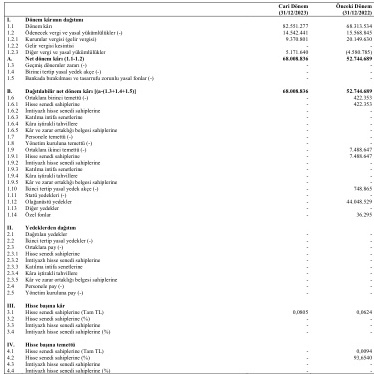 Cari Dönem Önceki Dönem
(31/12/2023) (31/12/2022)
I. Dönem kârının dağıtımı
1.1 Dönem kârı 82.551.277 68.313.534
1.2 Ödenecek vergi ve yasal yükümlülükler (-) 14.542.441 15.568.845
1.2.1 Kurumlar vergisi (gelir vergisi) 9.370.801 20.149.630
1.2.2 Gelir vergisi kesintisi - -
1.2.3 Diğer vergi ve yasal yükümlülükler 5.171.640 (4.580.785)
A. Net dönem kârı (1.1-1.2) 68.008.836 52.744.689
1.3 Geçmiş dönemler zararı (-) - -
1.4 Birinci tertip yasal yedek akçe (-) - -
1.5 Bankada bırakılması ve tasarrufu zorunlu yasal fonlar (-) - -
B. Dağıtılabilir net dönem kârı [(a-(1.3+1.4+1.5)] 68.008.836 52.744.689
1.6 Ortaklara birinci temettü (-) - 422.353
1.6.1 Hisse senedi sahiplerine - 422.353
1.6.2 İmtiyazlı hisse senedi sahiplerine - -
1.6.3 Katılma intifa senetlerine - -
1.6.4 Kâra iştirakli tahvillere - -
1.6.5 Kâr ve zarar ortaklığı belgesi sahiplerine - -
1.7 Personele temettü (-) - -
1.8 Yönetim kuruluna temettü (-) - -
1.9 Ortaklara ikinci temettü (-) - 7.488.647
1.9.1 Hisse senedi sahiplerine - 7.488.647
1.9.2 İmtiyazlı hisse senedi sahiplerine - -
1.9.3 Katılma intifa senetlerine - -
1.9.4 Kâra iştirakli tahvillere - -
1.9.5 Kâr ve zarar ortaklığı belgesi sahiplerine - -
1.10 İkinci tertip yasal yedek akçe (-) - 748.865
1.11 Statü yedekleri (-) - -
1.12 Olağanüstü yedekler - 44.048.529
1.13 Diğer yedekler - -
1.14 Özel fonlar - 36.295
II. Yedeklerden dağıtım
2.1 Dağıtılan yedekler - -
2.2 İkinci tertip yasal yedekler (-) - -
2.3 Ortaklara pay (-) - -
2.3.1 Hisse senedi sahiplerine - -
2.3.2 İmtiyazlı hisse senedi sahiplerine - -
2.3.3 Katılma intifa senetlerine - -
2.3.4 Kâra iştirakli tahvillere - -
2.3.5 Kâr ve zarar ortaklığı belgesi sahiplerine - -
2.4 Personele pay (-) - -
2.5 Yönetim kuruluna pay (-) - -
III. Hisse başına kâr
3.1 Hisse senedi sahiplerine (Tam TL) 0,0805 0,0624
3.2 Hisse senedi sahiplerine (%) - -
3.3 İmtiyazlı hisse senedi sahiplerine - -
3.4 İmtiyazlı hisse senedi sahiplerine (%) - -
IV. Hisse başına temettü
4.1 Hisse senedi sahiplerine (Tam TL) - 0,0094
4.2 Hisse senedi sahiplerine (%) - 93,6540
4.3 İmtiyazlı hisse senedi sahiplerine - -
4.4 İmtiyazlı hisse senedi sahiplerine (%) - -